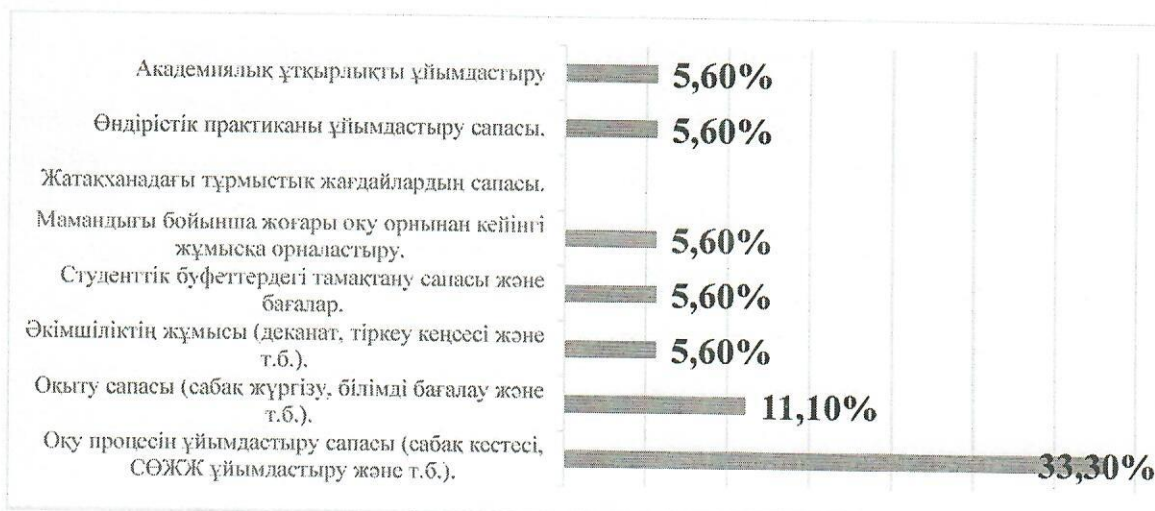 Академиялық ұтқырлықты ұйымдастыру
5,60%
Өндірістік практиканы ұйымдастыру сапасы.
5,60%
Жатақханадағы тұрмыстық жағдайлардың сапасы.
Мамандығы бойынша жоғары оқу орнынан кейінгі
жұмысқа орналастыру.
5,60%
Студенттік буфеттердегі тамақтану сапасы және
бағалар.
5,60%
Әкімшіліктің жұмысы (деканат, тіркеу кеңсесі және
т.б.).
5,60%
Оқыту сапасы (сабақ жүргізу, білімді бағалау және
т.б.).
11,10%
Оқу процесін ұйымдастыру сапасы (сабақ кестесі,
СӨЖЖ ұйымдастыру және т.б.).
33,30%